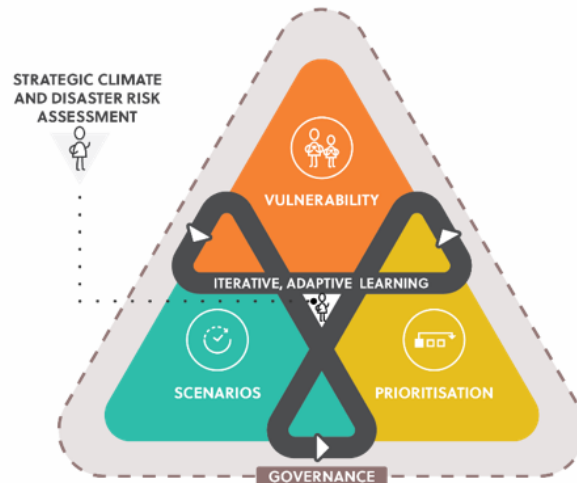 STRATEGIC CLIMATE
AND DISASTER RISK
ASSESSMENT
VULNERABILITY
ITERATIVE, ADAPTIVE LEARNING
SCENARIOS
PRIORITISATION
GOVERNANCE